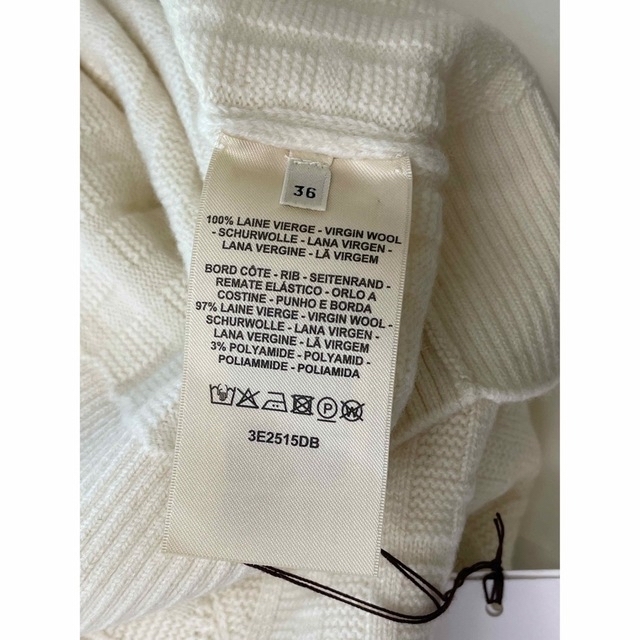 36
100% LAINE VIERGE - VIRGIN WOOL
- SCHURWOLLE - LANA VIRGEN -
LANA VERGINE - LÃ VIRGEM
BORD CÔTE - RIB - SEITENRAND -
REMATE ELÁSTICO - ORLO A
COSTINE - PUNHO E BORDA
97% LAINE VIERGE - VIRGIN WOOL -
SCHURWOLLE - LANA VIRGEN -
LANA VERGINE - LÃ VIRGEM
3% POLYAMIDE - POLYAMID -
POLIAMMIDE - POLIAMIDA
P W
3E2515DB